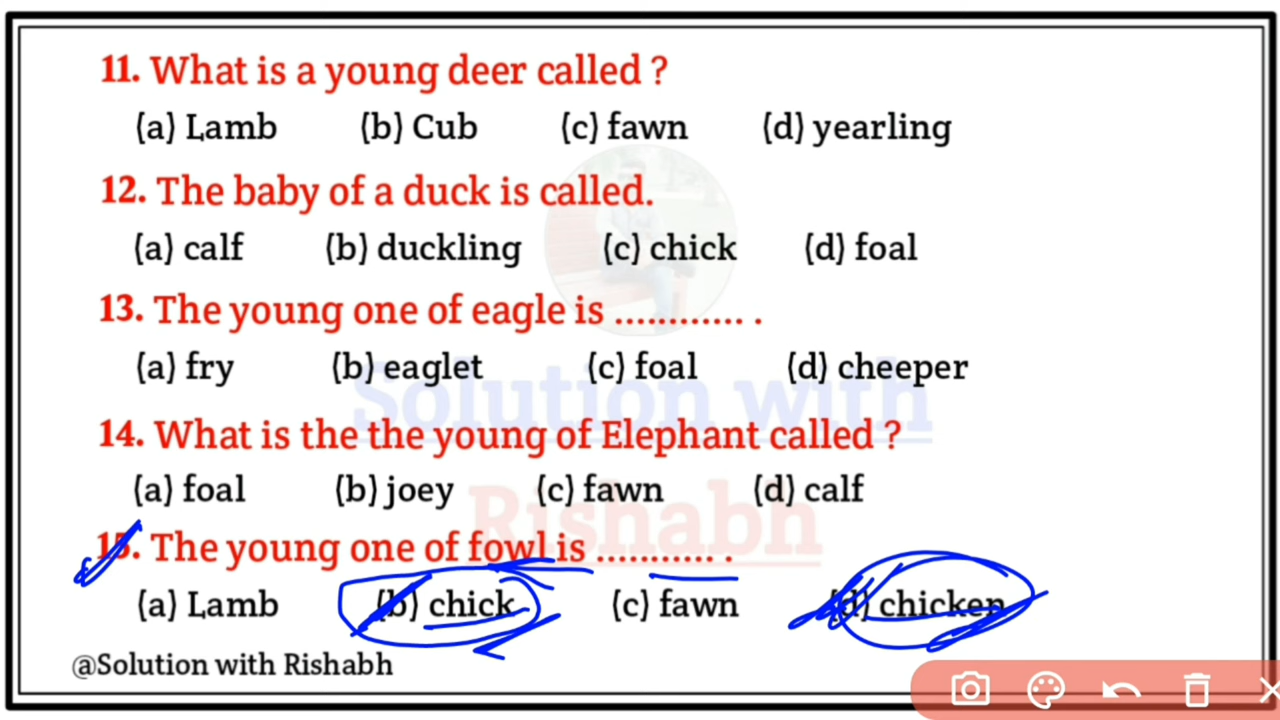 11. What is a young deer called ?
(a) Lamb (b) Cub (c) fawn (d) yearling
12. The baby of a duck is called.
(a) calf (b) duckling (c) chick (d) foal
13. The young one of eagle is ............ .
(a) fry (b) eaglet (c) foal (d) cheeper
14. What is the the young of Elephant called ?
(a) foal (b) joey (c) fawn (d) calf
15. The young one of fowl is ........... .
(a) Lamb (b) chick (c) fawn (d) chicken
@Solution with Rishabh
Solution with
Rishabh